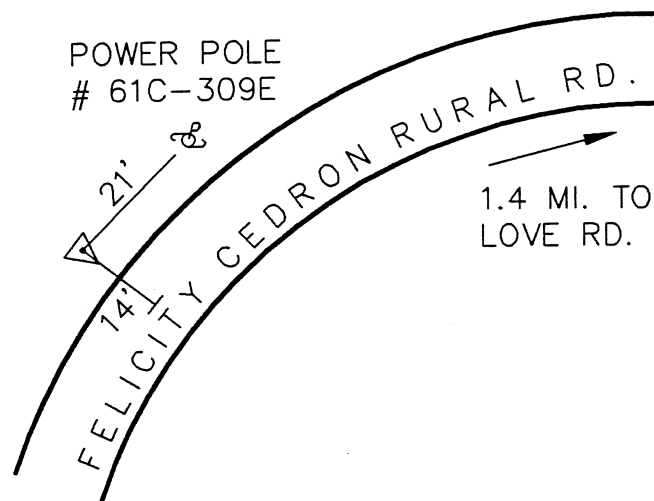 POWER POLE
# 61C-309E
21'
14'
FELICITY CEDRON RURAL RD.
1.4 MI. TO
LOVE RD.